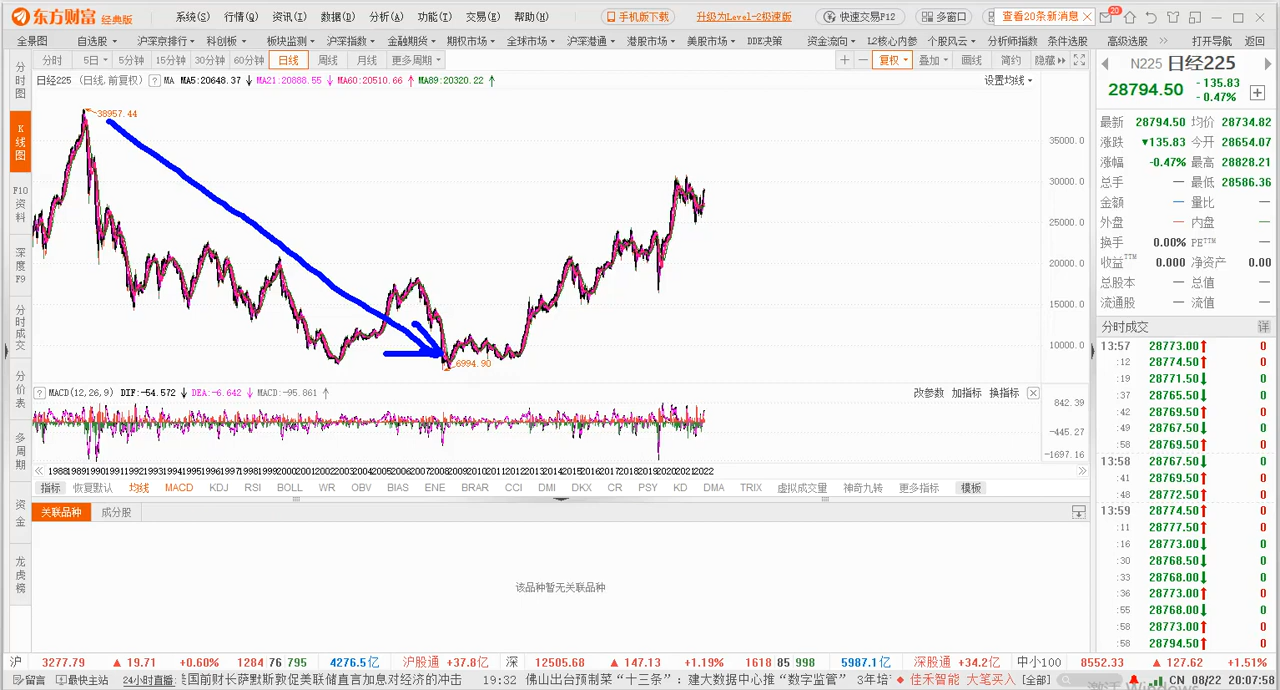 东方财富 经典版 系统(S) 行情(Q) 资讯(I) 数据(D) 分析(A) 功能(I) 交易(E) 帮助(H) 手机版下载 升级为Level-2极速版 快速交易F12 多窗口 查看20条新消息 20
全景图 自选股 沪深京排行 科创板 板块监测 沪深指数 金融期货 期权市场 全球市场 沪深港通 港股市场 美股市场 DDE决策 资金流向 L2核心内参 个股风云 分析师指数 条件选股 高级选股 打开导航 返回
分时 5日 5分钟 15分钟 30分钟 60分钟 日线 周线 月线 更多周期 复权 叠加 画线 简约 隐藏
N225 日经225
日经225 (日线,前复权) ? MA MA5:20648.37 ↓ MA21:20888.55 ↓ MA60:20510.66 ↑ MA89:20320.22 ↑ 设置均线
28794.50 -135.83
-0.47%
分时图
K线图
F10资料
深度F9
分时成交
分价表
多周期
资金
龙虎榜
38957.44
6994.90
35000.0
30000.0
25000.0
20000.0
15000.0
10000.0
最新 28794.50 均价 28734.82
涨跌 ▼135.83 今开 28654.07
涨幅 -0.47% 最高 28828.21
总手 — 最低 28586.36
金额 — 量比 —
外盘 — 内盘 —
换手 0.00% PETTM —
收益TTM 0.000 净资产 0.00
总股本 — 总值 —
流通股 — 流值 —
分时成交 详
13:57 28773.00↑ 0
:12 28774.50↑ 0
:19 28771.50↓ 0
:37 28765.50↓ 0
:42 28769.50↑ 0
:49 28767.50↓ 0
:58 28769.50↑ 0
13:58 28767.50↓ 0
:41 28769.50↑ 0
:48 28772.50↑ 0
13:59 28774.50↑ 0
:11 28777.50↑ 0
:16 28773.00↓ 0
:30 28768.50↓ 0
:33 28768.00↓ 0
:36 28773.00↑ 0
:55 28768.00↓ 0
:58 28773.00↑ 0
:58 28794.50↑ 0
? MACD(12,26,9) DIF:-54.572 ↓ DEA:-6.642 ↓ MACD:-95.861 ↑ 改参数 加指标 换指标
842.39
-445.27
-1697.16
1988 1989 1990 1991 1992 1993 1994 1995 1996 1997 1998 1999 2000 2001 2002 2003 2004 2005 2006 2007 2008 2009 2010 2011 2012 2013 2014 2015 2016 2017 2018 2019 2020 2021 2022
指标 恢复默认 均线 MACD KDJ RSI BOLL WR OBV BIAS ENE BRAR CCI DMI DKX CR PSY KD DMA TRIX 虚拟成交量 神奇九转 更多指标 模板
关联品种 成分股
该品种暂无关联品种
沪 3277.79 ▲ 19.71 +0.60% 1284 76 795 4276.5亿 沪股通 +37.8亿 深 12505.68 ▲ 147.13 +1.19% 1618 85 998 5987.1亿 深股通 +34.2亿 中小100 8552.33 ▲ 127.62 +1.51%
留留言 最快主站 24小时直播: 国前财长萨默斯敦促美联储直言加息对经济的冲击 19:32 佛山出台预制菜“十三条”：建大数据中心推“数字监管” 3年培 佳禾智能 大笔买入 [全部] CN 08/22 20:07:58
激活 Windows